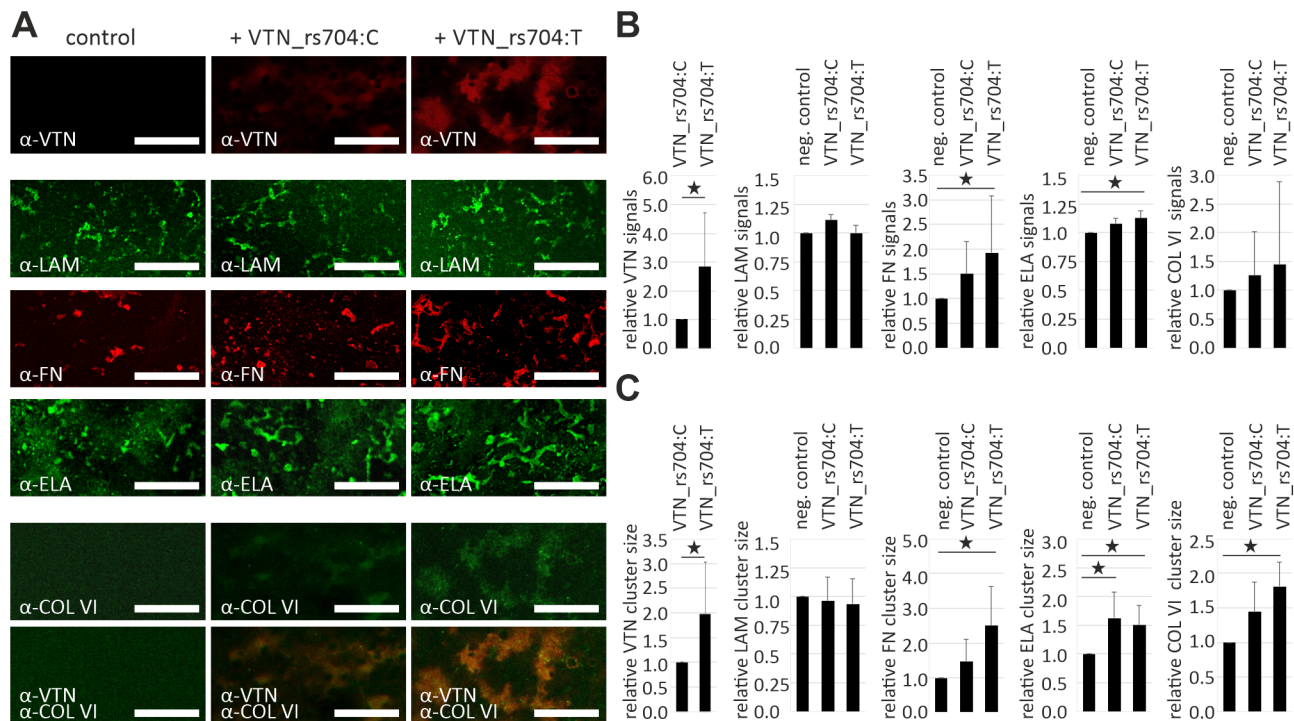 A
control
+ VTN_rs704:C
+ VTN_rs704:T
α-VTN
α-VTN
α-VTN
α-LAM
α-LAM
α-LAM
α-FN
α-FN
α-FN
α-ELA
α-ELA
α-ELA
α-COL VI
α-COL VI
α-COL VI
α-VTN
α-COL VI
α-VTN
α-COL VI
α-VTN
α-COL VI
B
VTN_rs704:C
VTN_rs704:T
relative VTN signals
6.0
5.0
4.0
3.0
2.0
1.0
0.0
★
neg. control
VTN_rs704:C
VTN_rs704:T
relative LAM signals
1.5
1.25
1.0
0.75
0.5
0.25
0.0
neg. control
VTN_rs704:C
VTN_rs704:T
relative FN signals
3.5
3.0
2.5
2.0
1.5
1.0
0.5
0.0
★
neg. control
VTN_rs704:C
VTN_rs704:T
relative ELA signals
1.5
1.25
1.0
0.75
0.5
0.25
0.0
★
neg. control
VTN_rs704:C
VTN_rs704:T
relative COL VI signals
3.0
2.5
2.0
1.5
1.0
0.5
0.0
C
VTN_rs704:C
VTN_rs704:T
relative VTN cluster size
3.5
3.0
2.5
2.0
1.5
1.0
0.5
0.0
★
neg. control
VTN_rs704:C
VTN_rs704:T
relative LAM cluster size
1.5
1.25
1.0
0.75
0.5
0.25
0.0
neg. control
VTN_rs704:C
VTN_rs704:T
relative FN cluster size
5.0
4.0
3.0
2.0
1.0
0.0
★
neg. control
VTN_rs704:C
VTN_rs704:T
relative ELA cluster size
3.0
2.5
2.0
1.5
1.0
0.5
0.0
★
★
neg. control
VTN_rs704:C
VTN_rs704:T
relative COL VI cluster size
2.5
2.0
1.5
1.0
0.5
0.0
★